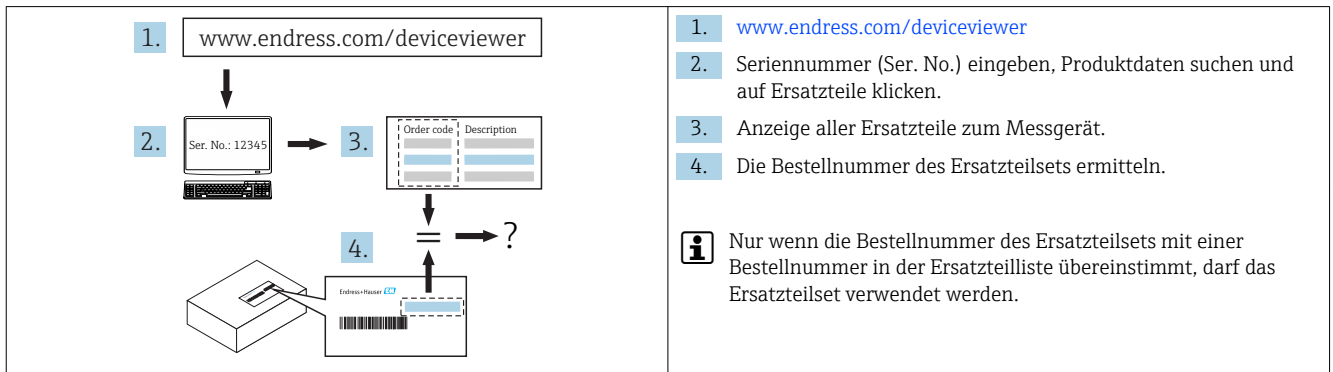 1.
www.endress.com/deviceviewer
2.
Ser. No.: 12345
3.
Order code
Description
=
?
4.
Endress+Hauser EH
1.
www.endress.com/deviceviewer
2.
Seriennummer (Ser. No.) eingeben, Produktdaten suchen und
auf Ersatzteile klicken.
3.
Anzeige aller Ersatzteile zum Messgerät.
4.
Die Bestellnummer des Ersatzteilsets ermitteln.
i
Nur wenn die Bestellnummer des Ersatzteilsets mit einer
Bestellnummer in der Ersatzteilliste übereinstimmt, darf das
Ersatzteilset verwendet werden.